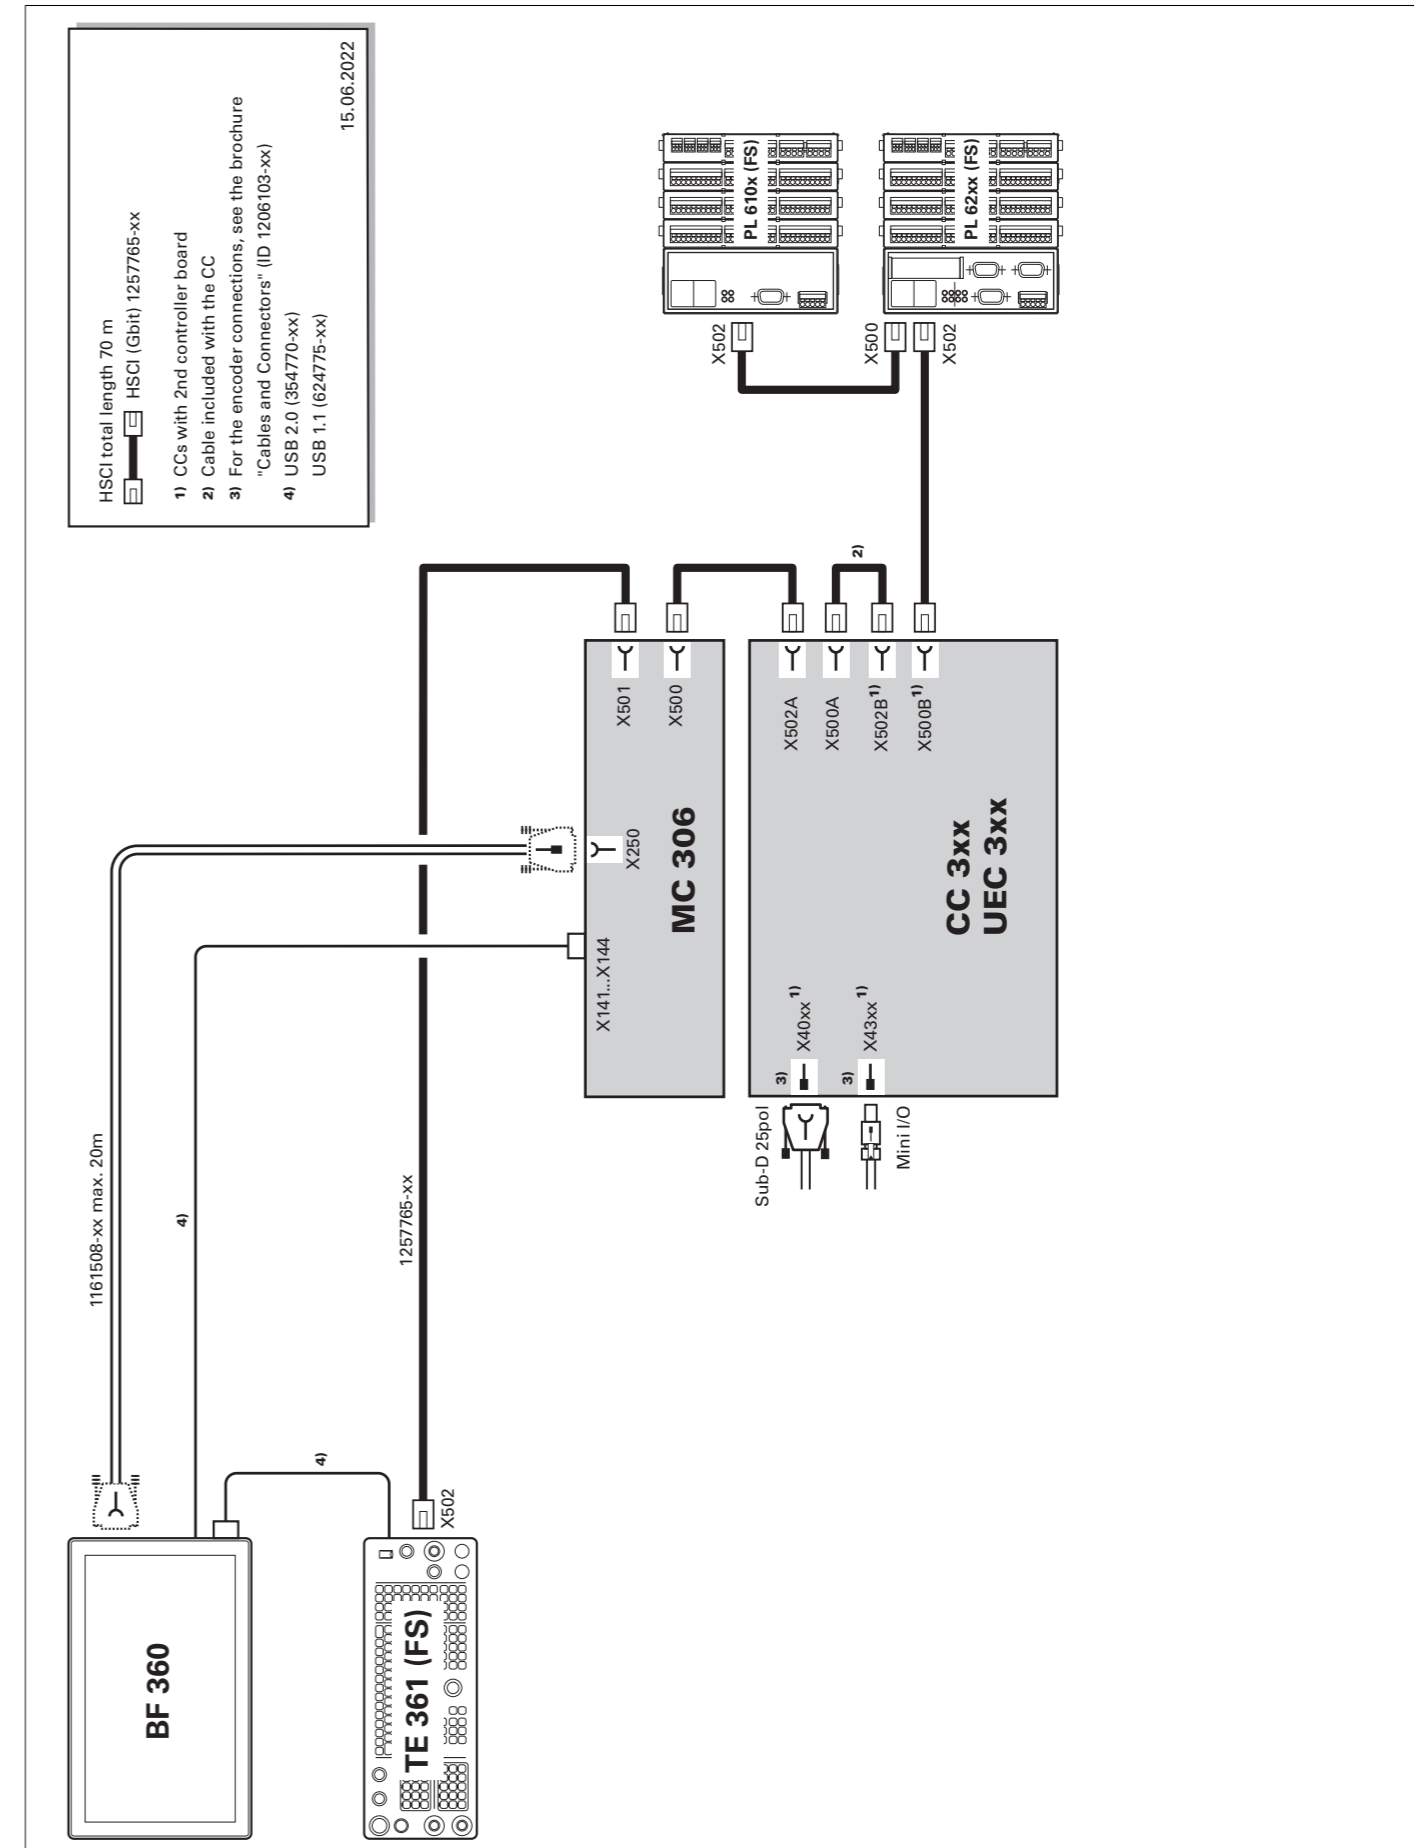 HSCI total length 70 m
HSCI (Gbit) 1257765-xx
1) CCs with 2nd controller board
2) Cable included with the CC
3) For the encoder connections, see the brochure
"Cables and Connectors" (ID 1206103-xx)
4) USB 2.0 (354770-xx)
USB 1.1 (624775-xx)
15.06.2022
1161508-xx max. 20m
4)
4)
BF 360
1257765-xx
X502
TE 361 (FS)
X141...X144
X250
X501
X500
MC 306
Sub-D 25pol
3)
X40xx 1)
3)
X43xx 1)
Mini I/O
X502A
X500A
X502B 1)
X500B 1)
2)
CC 3xx
UEC 3xx
X502
X500
X502
PL 610x (FS)
PL 62xx (FS)